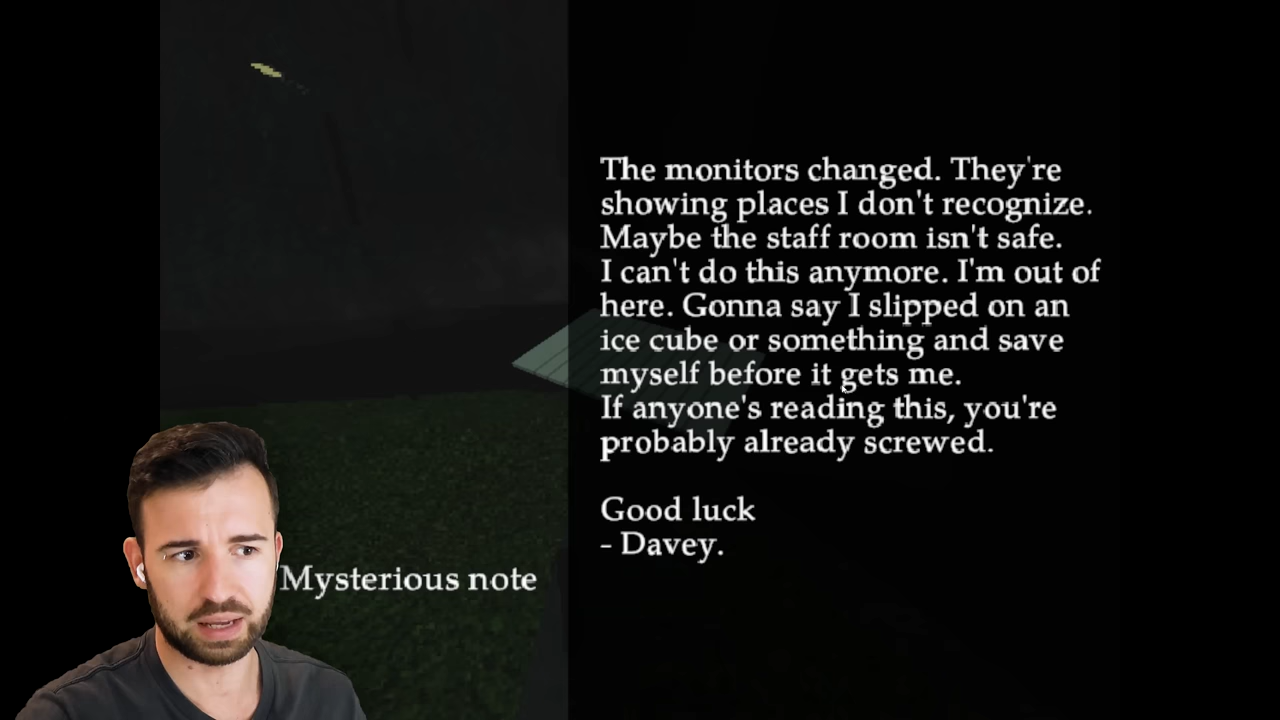 The monitors changed. They're
showing places I don't recognize.
Maybe the staff room isn't safe.
I can't do this anymore. I'm out of
here. Gonna say I slipped on an
ice cube or something and save
myself before it gets me.
If anyone's reading this, you're
probably already screwed.
Good luck
- Davey.
Mysterious note